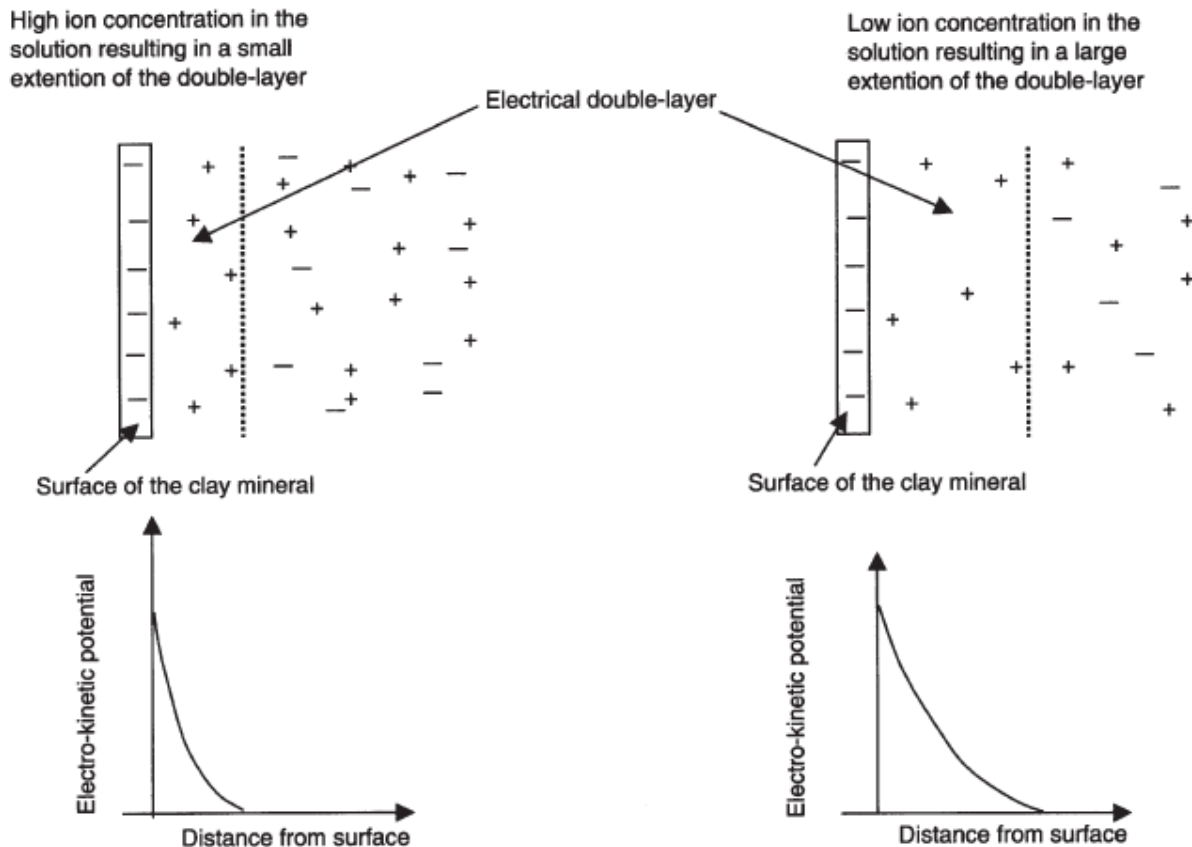 High ion concentration in the
solution resulting in a small
extention of the double-layer
Low ion concentration in the
solution resulting in a large
extention of the double-layer
Electrical double-layer
Surface of the clay mineral
Surface of the clay mineral
Electro-kinetic potential
Distance from surface
Electro-kinetic potential
Distance from surface